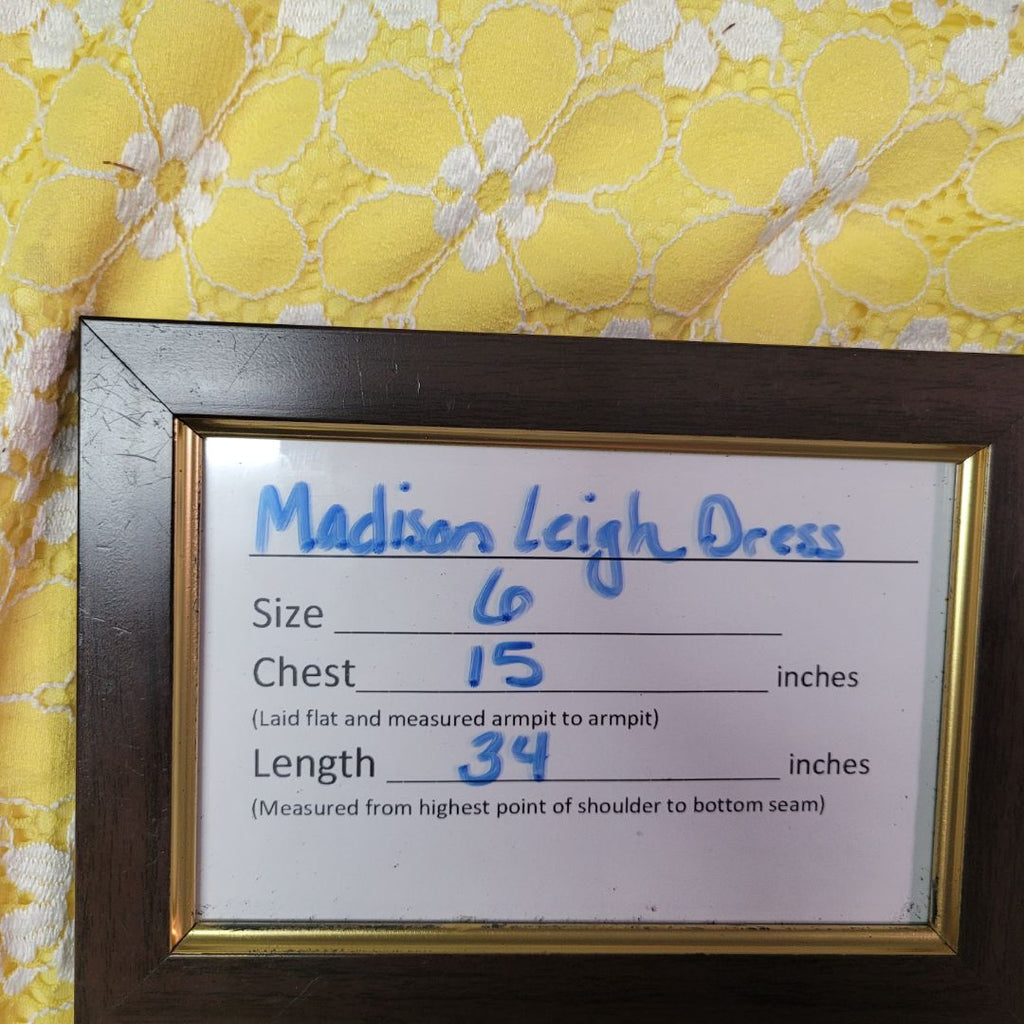 Madison Leigh Dress
Size 6
Chest 15 inches
(Laid flat and measured armpit to armpit)
Length 34 inches
(Measured from highest point of shoulder to bottom seam)